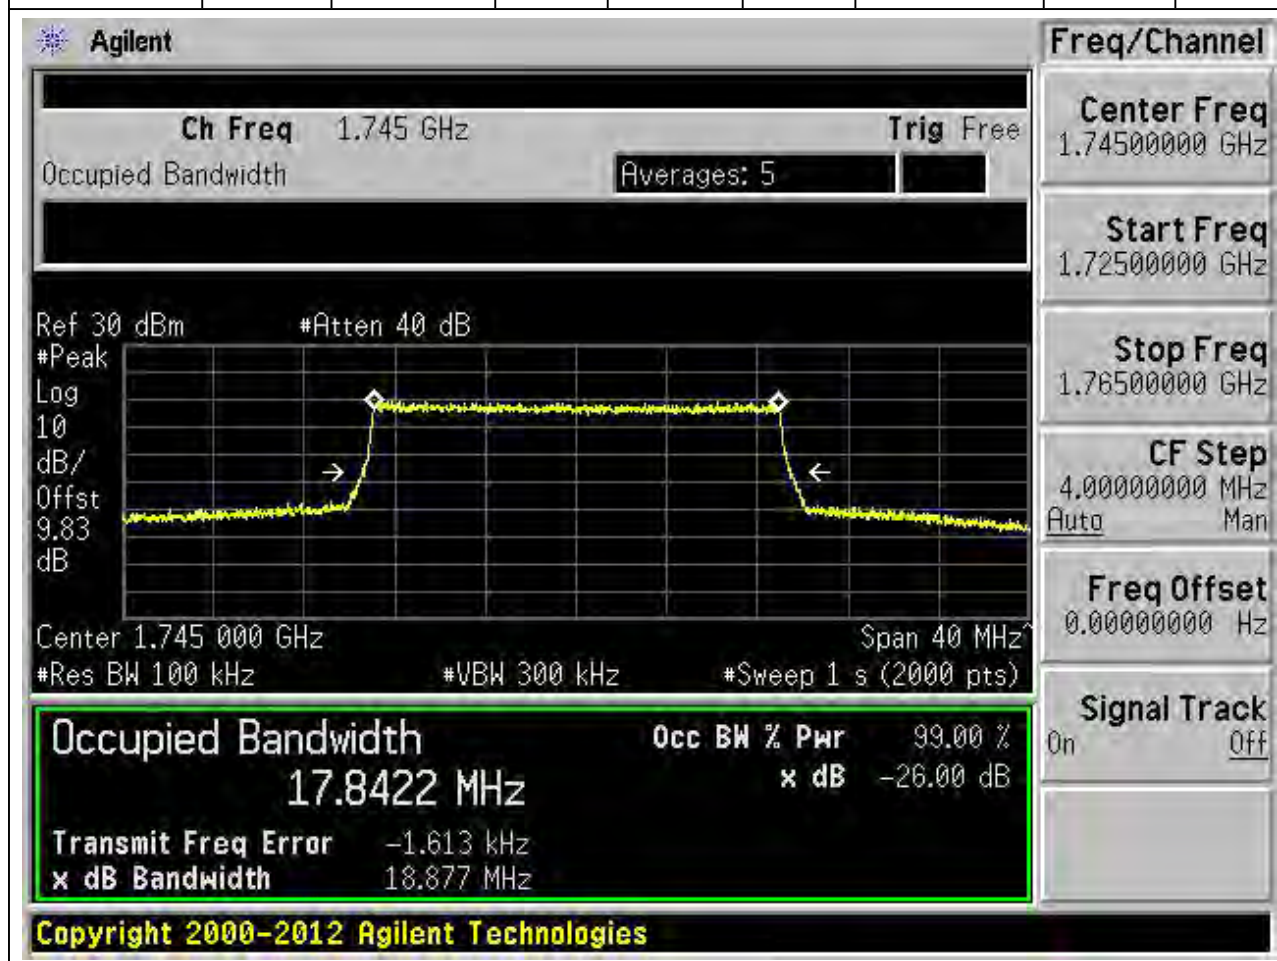 Agilent
Freq/Channel
Ch Freq 1.745 GHz
Trig Free
Occupied Bandwidth
Averages: 5
Center Freq
1.74500000 GHz
Start Freq
1.72500000 GHz
Stop Freq
1.76500000 GHz
CF Step
4.00000000 MHz
Auto Man
Freq Offset
0.00000000 Hz
Signal Track
On Off
Ref 30 dBm
#Atten 40 dB
#Peak
Log
10
dB/
Offst
9.83
dB
Center 1.745 000 GHz
Span 40 MHz^
#Res BW 100 kHz
#VBW 300 kHz
#Sweep 1 s (2000 pts)
Occupied Bandwidth
17.8422 MHz
Occ BW % Pwr 99.00 %
x dB -26.00 dB
Transmit Freq Error -1.613 kHz
x dB Bandwidth 18.877 MHz
Copyright 2000-2012 Agilent Technologies